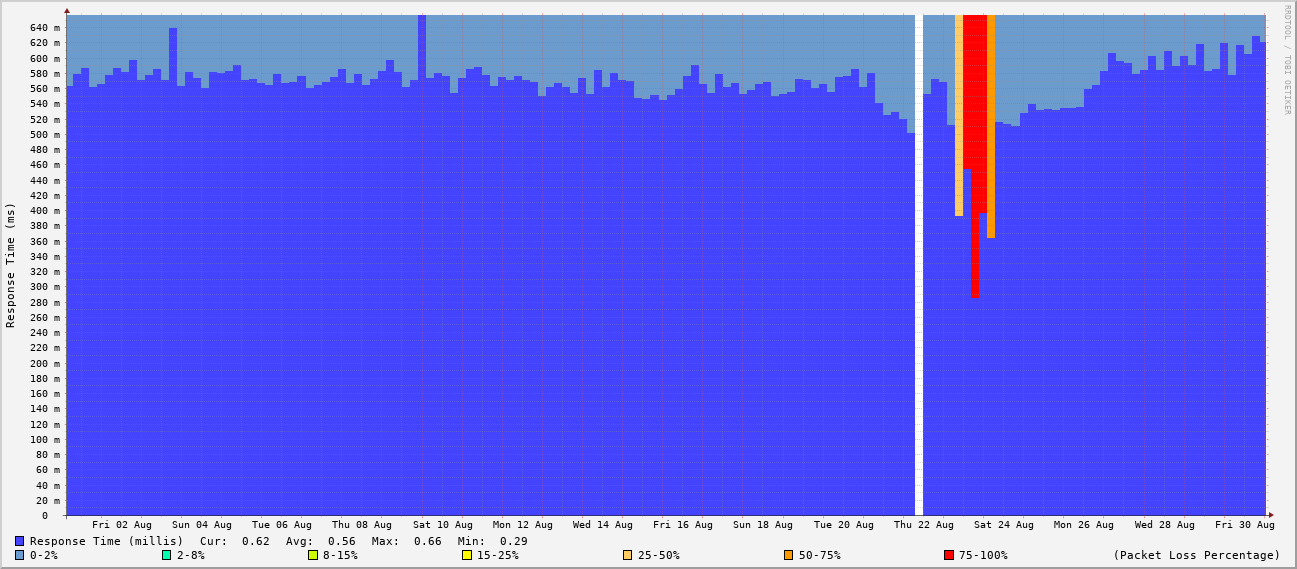 RRDTOOL / TOBI OETIKER
Response Time (ms)
640 m
620 m
600 m
580 m
560 m
540 m
520 m
500 m
480 m
460 m
440 m
420 m
400 m
380 m
360 m
340 m
320 m
300 m
280 m
260 m
240 m
220 m
200 m
180 m
160 m
140 m
120 m
100 m
80 m
60 m
40 m
20 m
0
Fri 02 Aug Sun 04 Aug Tue 06 Aug Thu 08 Aug Sat 10 Aug Mon 12 Aug Wed 14 Aug Fri 16 Aug Sun 18 Aug Tue 20 Aug Thu 22 Aug Sat 24 Aug Mon 26 Aug Wed 28 Aug Fri 30 Aug
Response Time (millis) Cur: 0.62 Avg: 0.56 Max: 0.66 Min: 0.29
0-2% 2-8% 8-15% 15-25% 25-50% 50-75% 75-100% (Packet Loss Percentage)